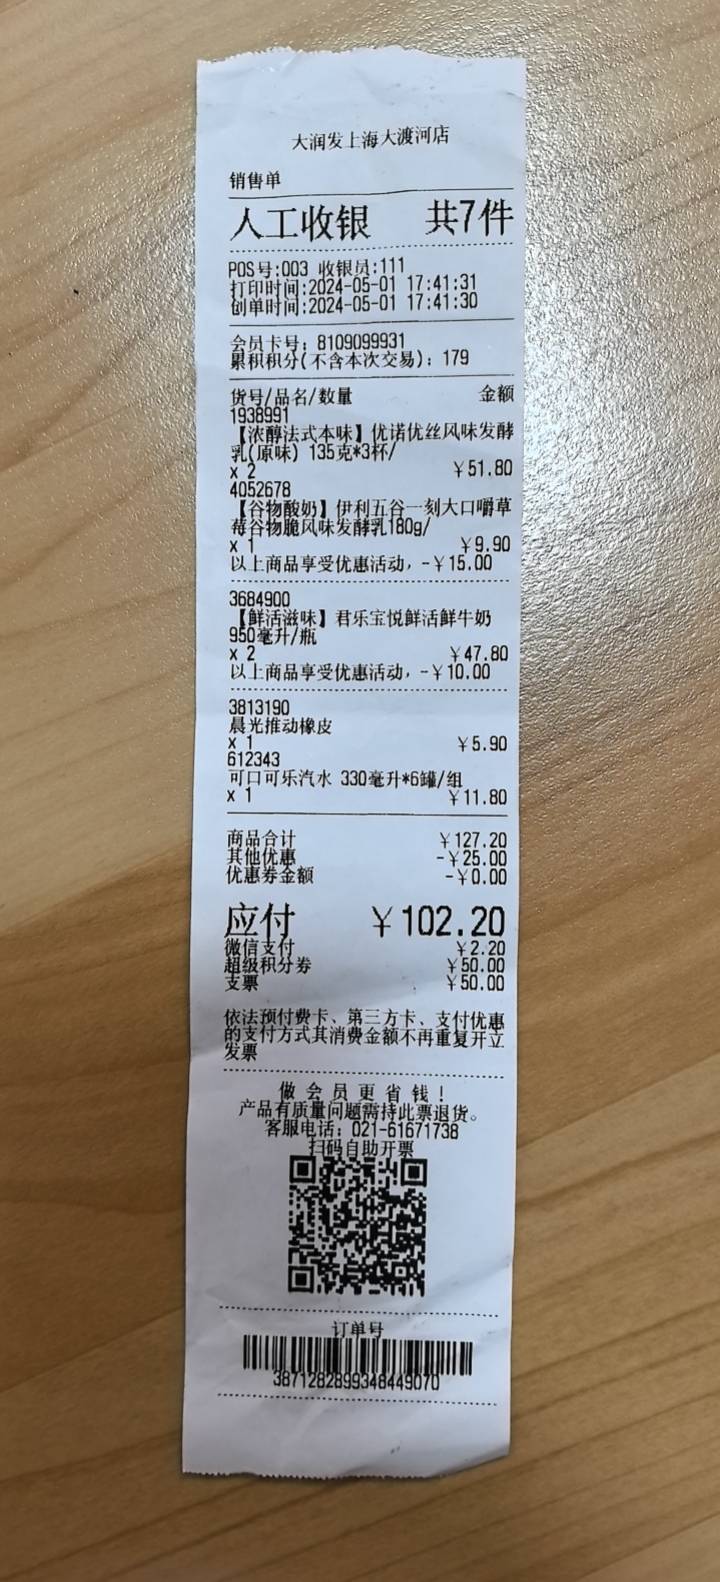 大润发上海大渡河店
销售单
人工收银 共7件
POS号:003 收银员:111
打印时间:2024-05-01 17:41:31
创单时间:2024-05-01 17:41:30
会员卡号: 8109099931
累积积分(不含本次交易): 179
货号/品名/数量 金额
1938991
【浓醇法式本味】优诺优丝风味发酵
乳(原味) 135克*3杯/
x 2 ¥51.80
4052678
【谷物酸奶】伊利五谷一刻大口嚼草
莓谷物脆风味发酵乳180g/
x 1 ¥9.90
以上商品享受优惠活动, -¥15.00
3684900
【鲜活滋味】君乐宝悦鲜活鲜牛奶
950毫升/瓶
x 2 ¥47.80
以上商品享受优惠活动, -¥10.00
3813190
晨光推动橡皮
x 1 ¥5.90
612343
可口可乐汽水 330毫升*6罐/组
x 1 ¥11.80
商品合计 ¥127.20
其他优惠 -¥25.00
优惠券金额 -¥0.00
应付 ¥102.20
微信支付 ¥2.20
超级积分券 ¥50.00
支票 ¥50.00
依法预付费卡、第三方卡、支付优惠
的支付方式其消费金额不再重复开立
发票
做会员更省钱!
产品有质量问题需持此票退货。
客服电话: 021-61671738
扫码自助开票
订单号
3871282899348449070